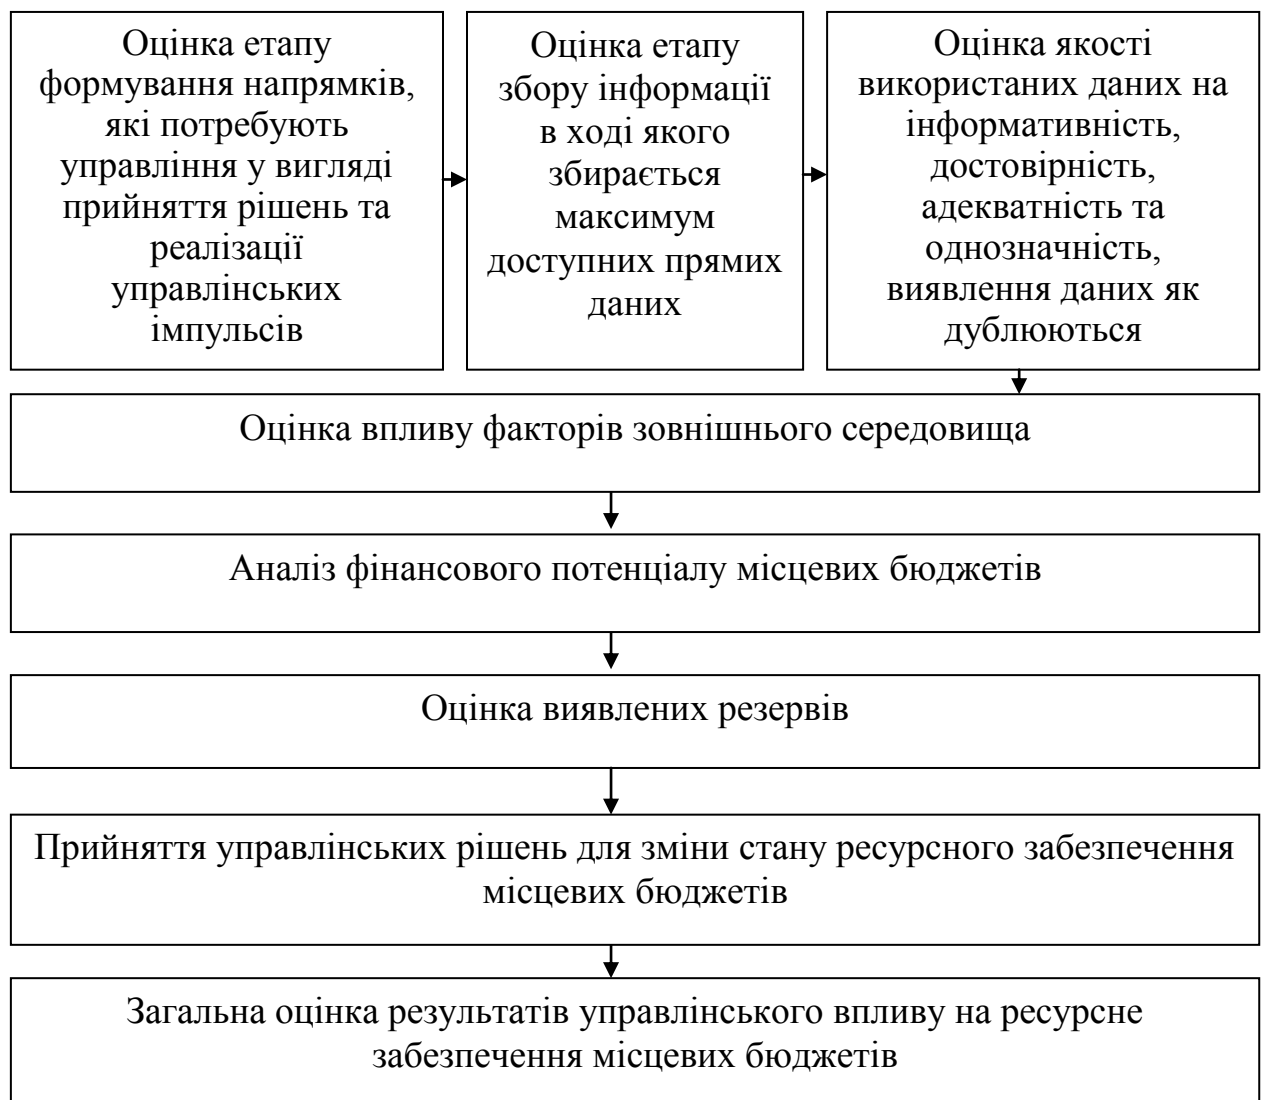 Оцінка етапу
формування напрямків,
які потребують
управління у вигляді
прийняття рішень та
реалізації
управлінських
імпульсів
Оцінка етапу
збору інформації
в ході якого
збирається
максимум
доступних прямих
даних
Оцінка якості
використаних даних на
інформативність,
достовірність,
адекватність та
однозначність,
виявлення даних як
дублюються
Оцінка впливу факторів зовнішнього середовища
Аналіз фінансового потенціалу місцевих бюджетів
Оцінка виявлених резервів
Прийняття управлінських рішень для зміни стану ресурсного забезпечення
місцевих бюджетів
Загальна оцінка результатів управлінського впливу на ресурсне
забезпечення місцевих бюджетів